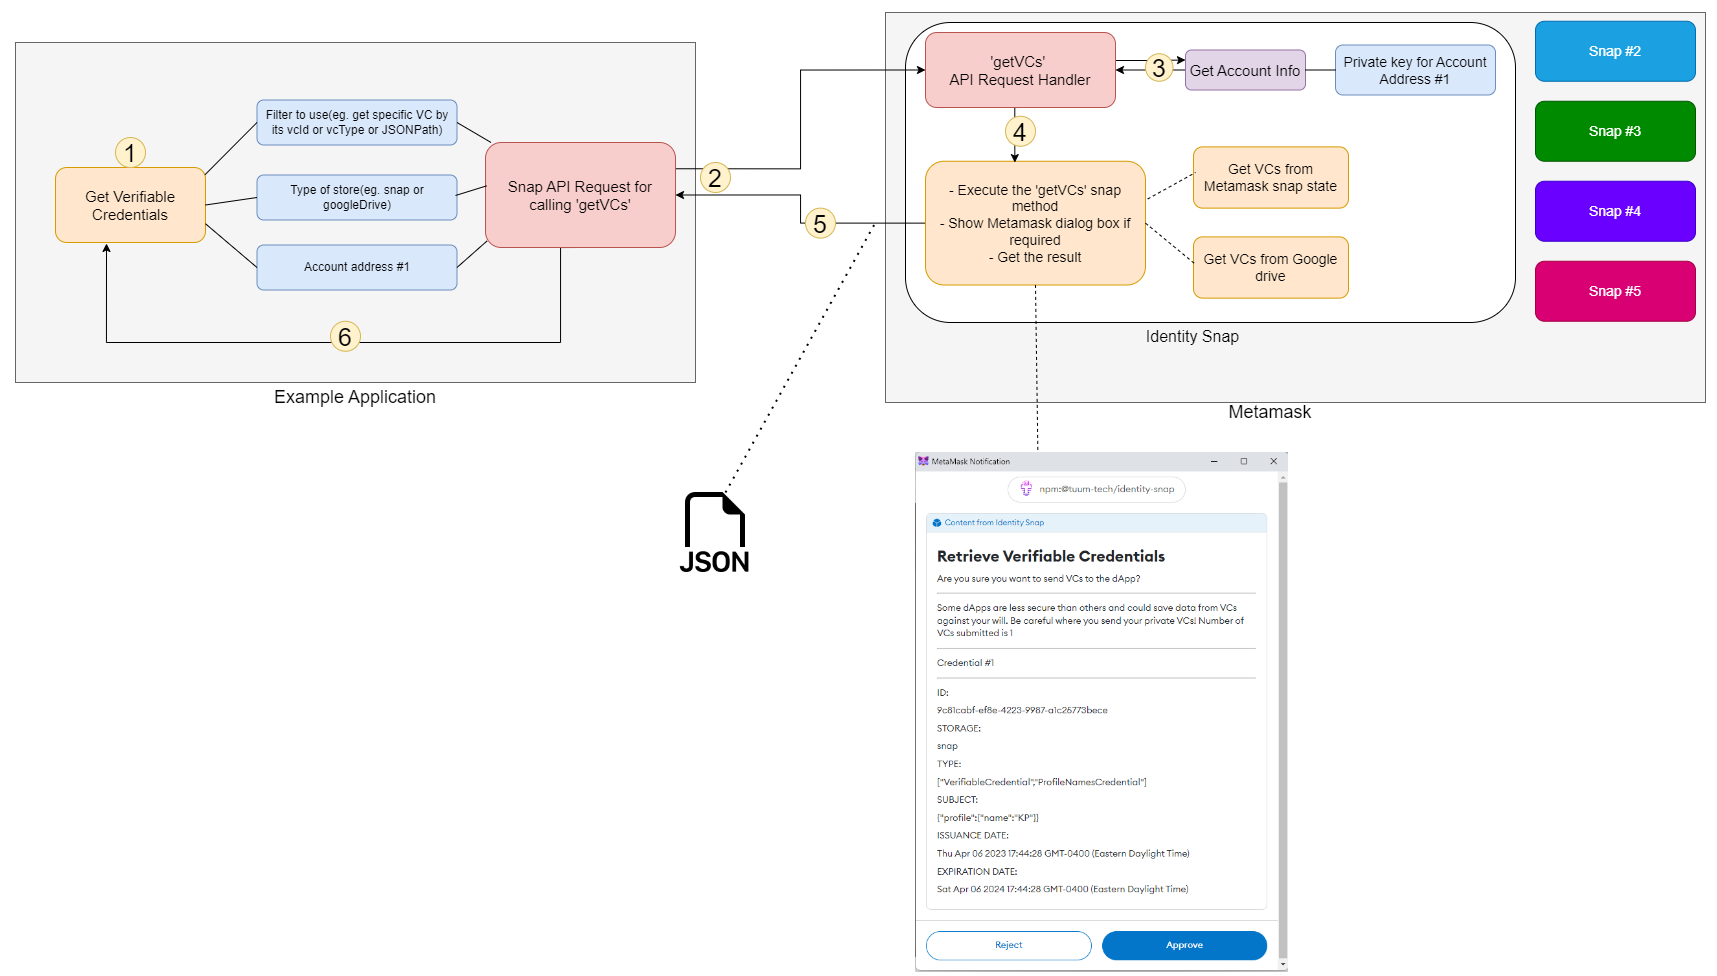 1
Get Verifiable
Credentials
Filter to use(eg. get specific VC by
its vcId or vcType or JSONPath)
Type of store(eg. snap or
googleDrive)
Account address #1
Snap API Request for
calling 'getVCs'
6
Example Application
2
5
JSON
'getVCs'
API Request Handler
3
Get Account Info
Private key for Account
Address #1
4
- Execute the 'getVCs' snap
method
- Show Metamask dialog box if
required
- Get the result
Get VCs from
Metamask snap state
Get VCs from Google
drive
Identity Snap
Snap #2
Snap #3
Snap #4
Snap #5
Metamask
MetaMask Notification
npm:@tuum-tech/identity-snap
Content from Identity Snap
Retrieve Verifiable Credentials
Are you sure you want to send VCs to the dApp?
Some dApps are less secure than others and could save data from VCs
against your will. Be careful where you send your private VCs! Number of
VCs submitted is 1
Credential #1
ID:
9c81cabf-ef8e-4223-9987-a1c26773bece
STORAGE:
snap
TYPE:
["VerifiableCredential","ProfileNamesCredential"]
SUBJECT:
{"profile":{"name":"KP"}}
ISSUANCE DATE:
Thu Apr 06 2023 17:44:28 GMT-0400 (Eastern Daylight Time)
EXPIRATION DATE:
Sat Apr 06 2024 17:44:28 GMT-0400 (Eastern Daylight Time)
Reject
Approve